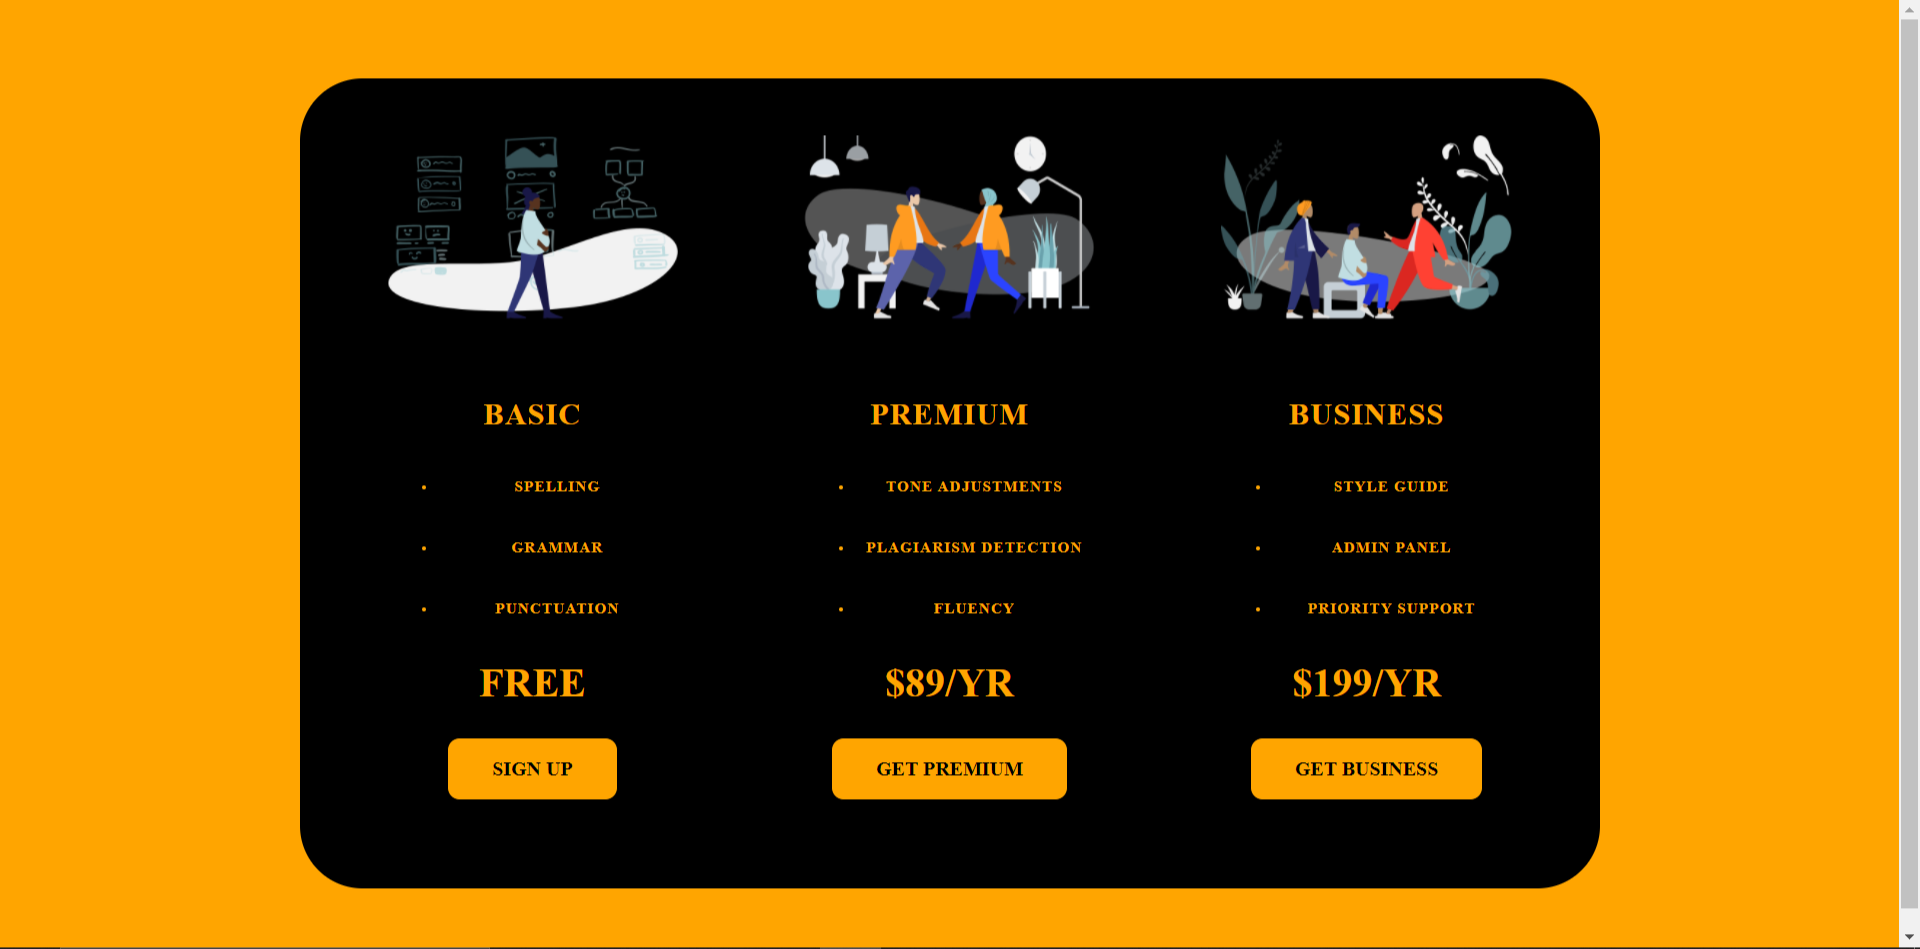 BASIC
SPELLING
GRAMMAR
PUNCTUATION
FREE
SIGN UP
PREMIUM
TONE ADJUSTMENTS
PLAGIARISM DETECTION
FLUENCY
$89/YR
GET PREMIUM
BUSINESS
STYLE GUIDE
ADMIN PANEL
PRIORITY SUPPORT
$199/YR
GET BUSINESS